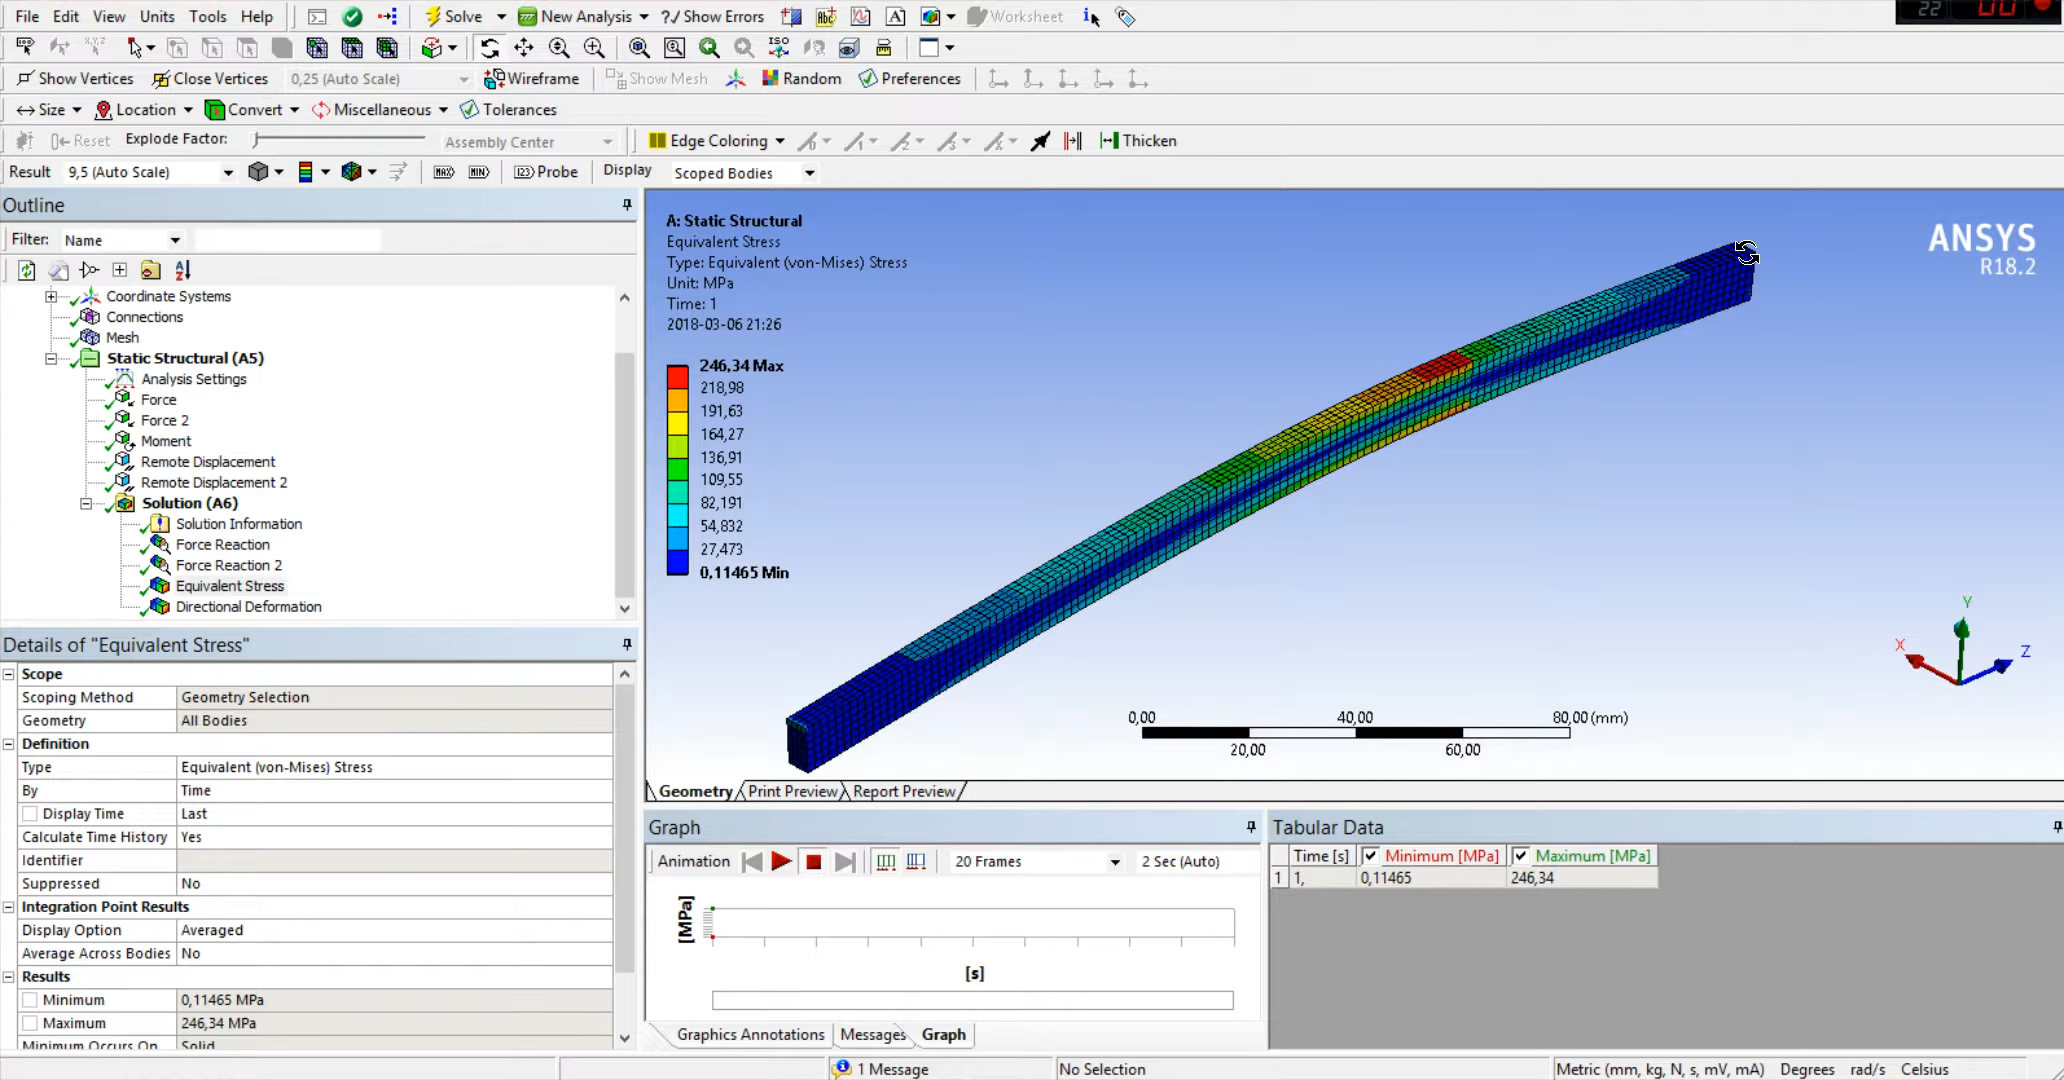 File Edit View Units Tools Help Solve New Analysis ?/ Show Errors Worksheet
22 00
Show Vertices Close Vertices 0,25 (Auto Scale) Wireframe Show Mesh Random Preferences
Size Location Convert Miscellaneous Tolerances
Reset Explode Factor: Assembly Center Edge Coloring Thicken
Result 9,5 (Auto Scale) MAX MIN Probe Display Scoped Bodies
Outline
Filter: Name
Coordinate Systems
Connections
Mesh
Static Structural (A5)
Analysis Settings
Force
Force 2
Moment
Remote Displacement
Remote Displacement 2
Solution (A6)
Solution Information
Force Reaction
Force Reaction 2
Equivalent Stress
Directional Deformation
Details of "Equivalent Stress"
Scope
Scoping Method Geometry Selection
Geometry All Bodies
Definition
Type Equivalent (von-Mises) Stress
By Time
Display Time Last
Calculate Time History Yes
Identifier
Suppressed No
Integration Point Results
Display Option Averaged
Average Across Bodies No
Results
Minimum 0,11465 MPa
Maximum 246,34 MPa
Minimum Occurs On Solid
A: Static Structural
Equivalent Stress
Type: Equivalent (von-Mises) Stress
Unit: MPa
Time: 1
2018-03-06 21:26
246,34 Max
218,98
191,63
164,27
136,91
109,55
82,191
54,832
27,473
0,11465 Min
ANSYS
R18.2
Y
X
Z
0,00 40,00 80,00 (mm)
20,00 60,00
Geometry Print Preview Report Preview
Graph
Animation 20 Frames 2 Sec (Auto)
[MPa]
[s]
Graphics Annotations Messages Graph
Tabular Data
Time [s] Minimum [MPa] Maximum [MPa]
1 1, 0,11465 246,34
1 Message No Selection Metric (mm, kg, N, s, mV, mA) Degrees rad/s Celsius